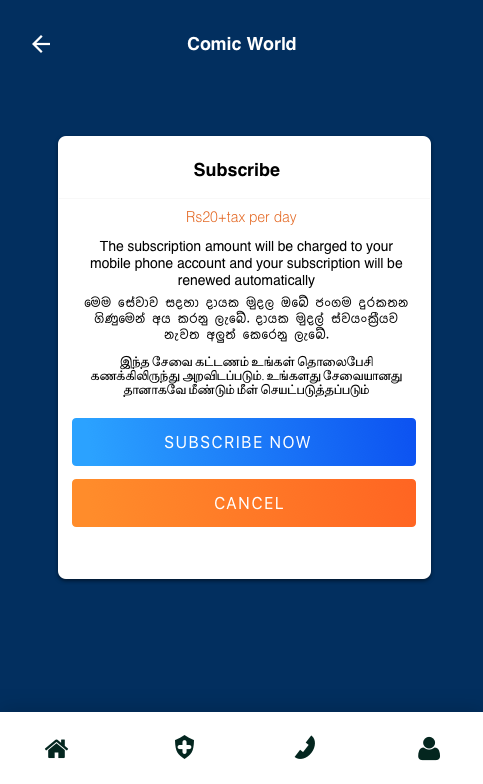 Comic World
Subscribe
Rs20+tax per day
The subscription amount will be charged to your
mobile phone account and your subscription will be
renewed automatically
මෙම සේවාව සඳහා දායක මුදල ඔබේ ජංගම දුරකතන
ගිණුමෙන් අය කරනු ලැබේ. දායක මුදල් ස්වයංක්‍රීයව
නැවත අලුත් කෙරෙනු ලැබේ.
இந்த சேவை கட்டணம் உங்கள் தொலைபேசி
கணக்கிலிருந்து அறவிடப்படும். உங்களது சேவையானது
தானாகவே மீண்டும் மீள் செயட்படுத்தப்படும்
SUBSCRIBE NOW
CANCEL